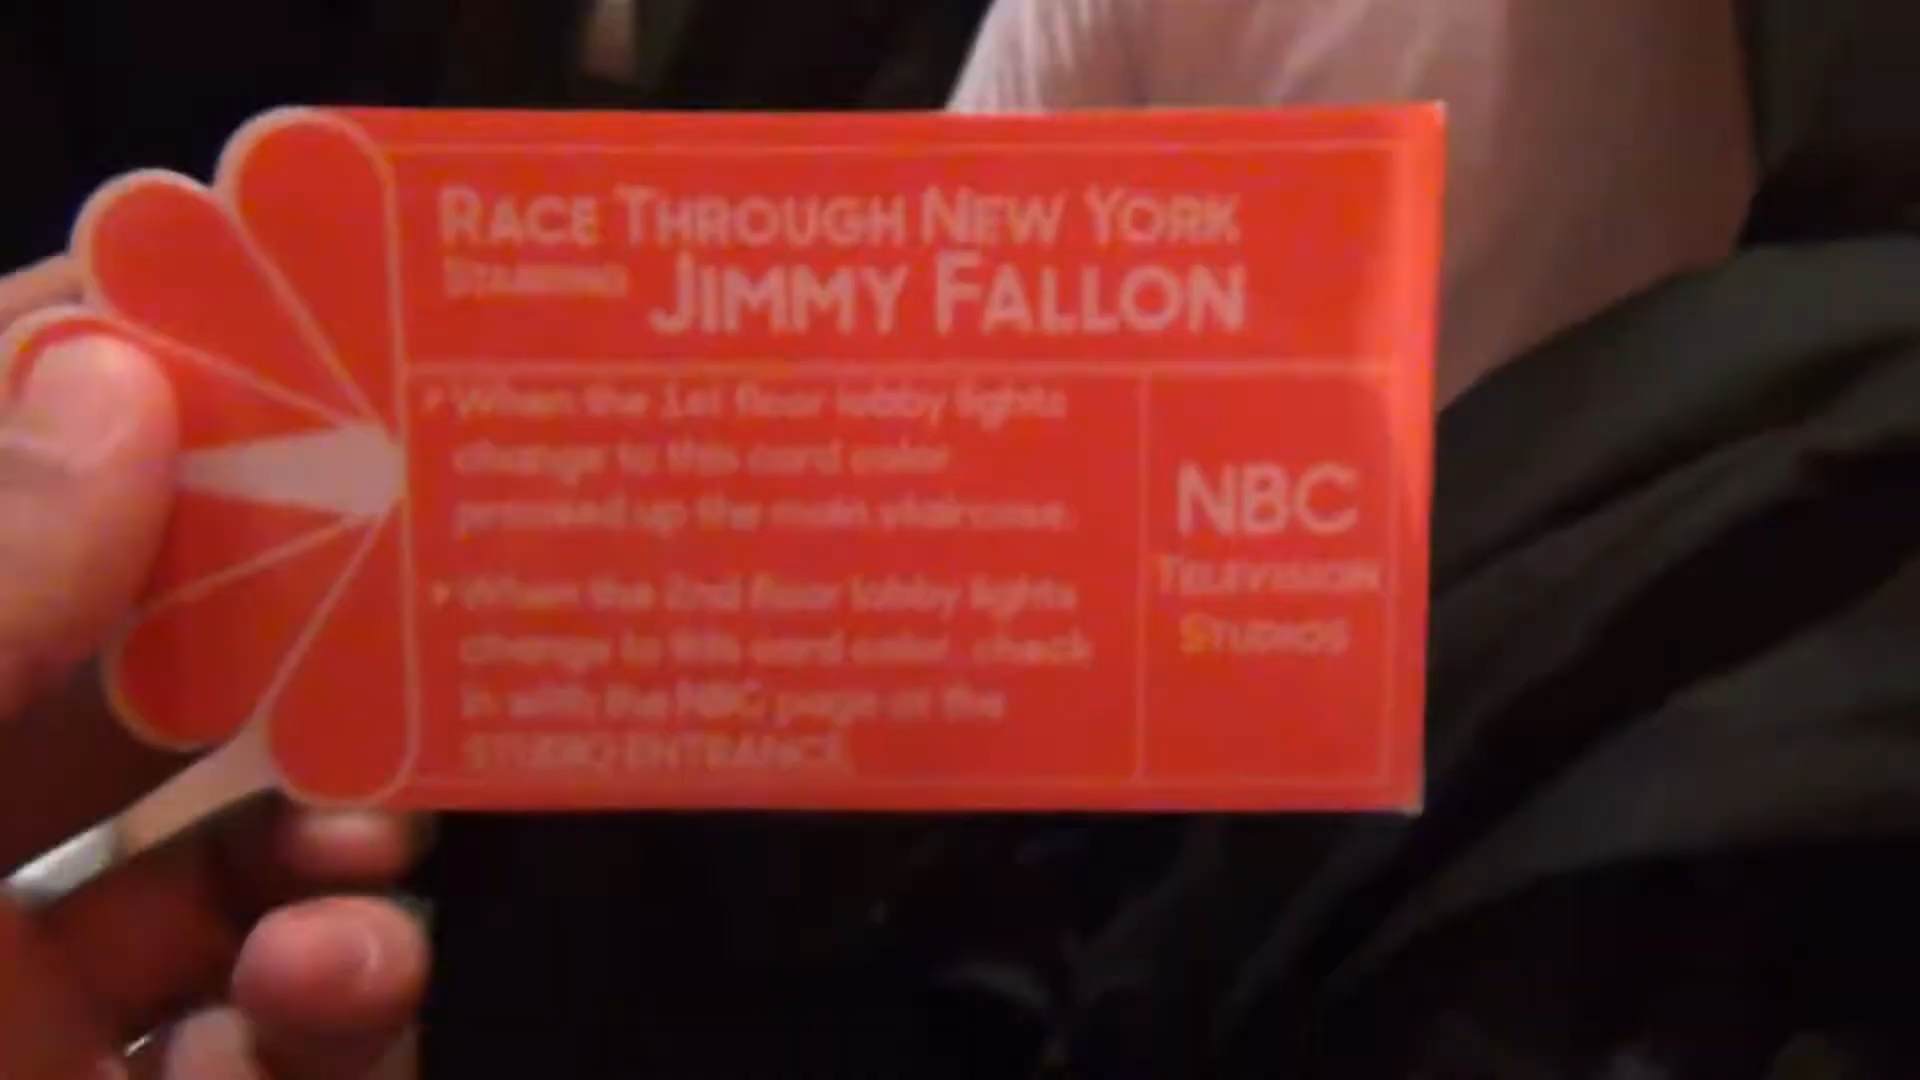 RACE THROUGH NEW YORK
STARRING JIMMY FALLON
When the 1st floor lobby lights
change to this card color
proceed up the main staircase.
When the 2nd floor lobby lights
change to this card color, check
in with the NBC page at the
STUDIO ENTRANCE
NBC
TELEVISION
STUDIOS